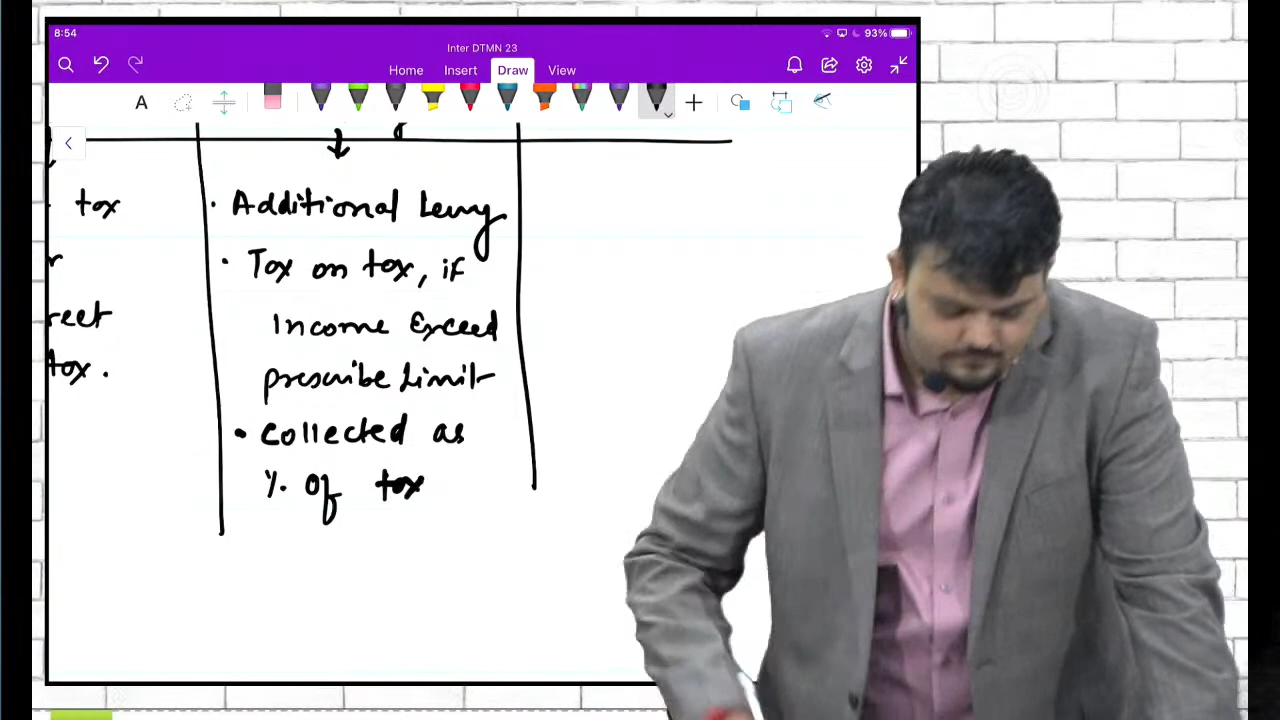 8:54
93%
Inter DTMN 23
Home Insert Draw View
A
tax
• Additional Levy
• Tax on tax, if
Income Exceed
prescribe Limit
tax.
• Collected as
% of tax